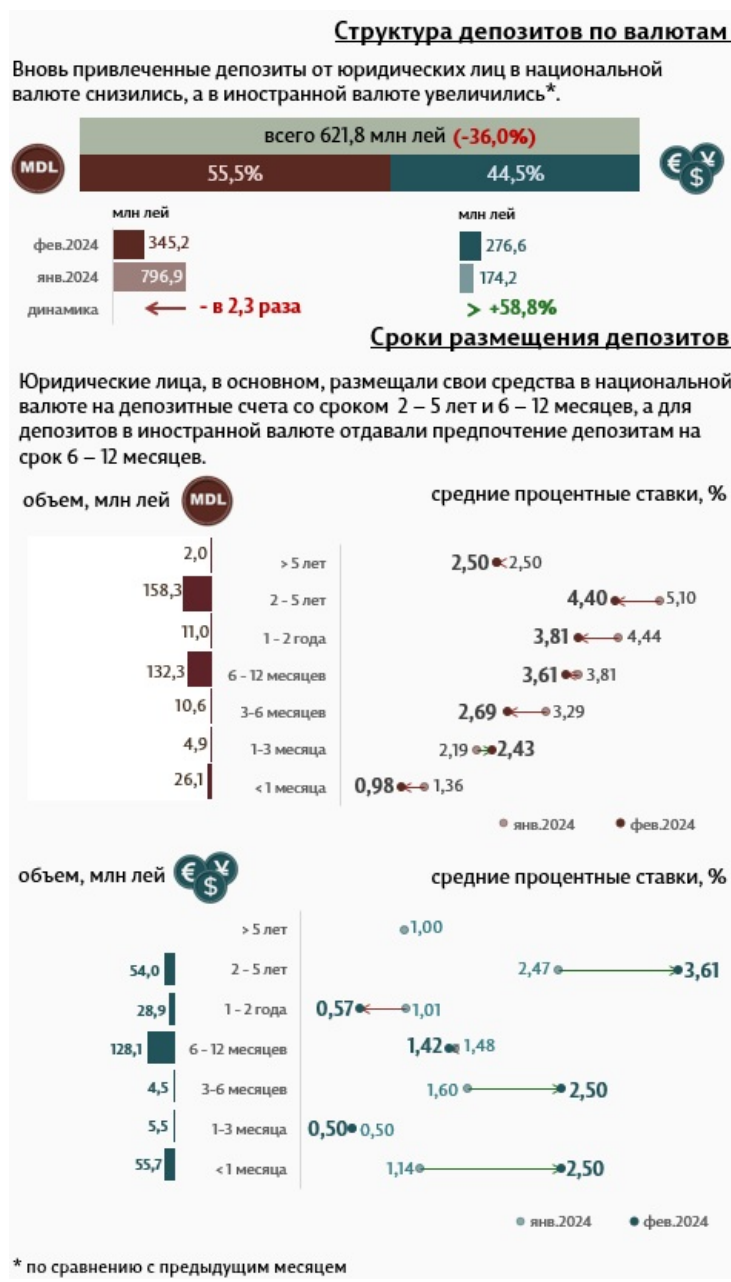 Структура депозитов по валютам
Вновь привлеченные депозиты от юридических лиц в национальной
валюте снизились, а в иностранной валюте увеличились*.
всего 621,8 млн лей (-36,0%)
MDL 55,5% 44,5% € ¥ $
млн лей млн лей
фев.2024 345,2 276,6
янв.2024 796,9 174,2
динамика - в 2,3 раза +58,8%
Сроки размещения депозитов
Юридические лица, в основном, размещали свои средства в национальной
валюте на депозитные счета со сроком 2 – 5 лет и 6 – 12 месяцев, а для
депозитов в иностранной валюте отдавали предпочтение депозитам на
срок 6 – 12 месяцев.
объем, млн лей MDL средние процентные ставки, %
2,0 > 5 лет 2,50 2,50
158,3 2 - 5 лет 4,40 5,10
11,0 1 - 2 года 3,81 4,44
132,3 6 - 12 месяцев 3,61 3,81
10,6 3-6 месяцев 2,69 3,29
4,9 1-3 месяца 2,19 2,43
26,1 < 1 месяца 0,98 1,36
янв.2024 фев.2024
объем, млн лей € ¥ $ средние процентные ставки, %
> 5 лет 1,00
54,0 2 - 5 лет 2,47 3,61
28,9 1 - 2 года 0,57 1,01
128,1 6 - 12 месяцев 1,42 1,48
4,5 3-6 месяцев 1,60 2,50
5,5 1-3 месяца 0,50 0,50
55,7 < 1 месяца 1,14 2,50
янв.2024 фев.2024
* по сравнению с предыдущим месяцем